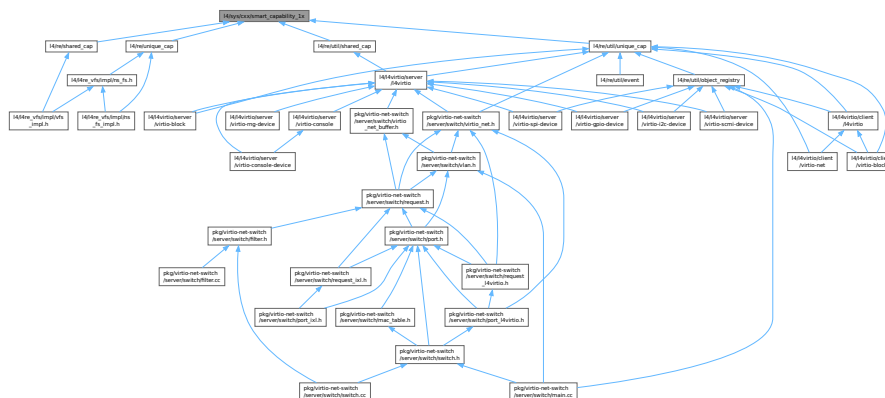 l4/sys/cxx/smart_capability_1x
l4/re/shared_cap
l4/re/unique_cap
l4/re/util/shared_cap
l4/re/util/unique_cap
l4/l4re_vfs/impl/ns_fs.h
l4/l4virtio/server
/l4virtio
l4/re/util/event
l4/re/util/object_registry
l4/l4re_vfs/impl/vfs
_impl.h
l4/l4re_vfs/impl/ns
_fs_impl.h
l4/l4virtio/server
/virtio-block
l4/l4virtio/server
/virtio-rng-device
l4/l4virtio/server
/virtio-console
pkg/virtio-net-switch
/server/switch/virtio
_net_buffer.h
pkg/virtio-net-switch
/server/switch/virtio_net.h
l4/l4virtio/server
/virtio-spi-device
l4/l4virtio/server
/virtio-gpio-device
l4/l4virtio/server
/virtio-i2c-device
l4/l4virtio/server
/virtio-scmi-device
l4/l4virtio/client
/l4virtio
l4/l4virtio/server
/virtio-console-device
pkg/virtio-net-switch
/server/switch/vlan.h
l4/l4virtio/client
/virtio-net
l4/l4virtio/client
/virtio-block
pkg/virtio-net-switch
/server/switch/request.h
pkg/virtio-net-switch
/server/switch/filter.h
pkg/virtio-net-switch
/server/switch/port.h
pkg/virtio-net-switch
/server/switch/filter.cc
pkg/virtio-net-switch
/server/switch/request_ixl.h
pkg/virtio-net-switch
/server/switch/request
_l4virtio.h
pkg/virtio-net-switch
/server/switch/port_ixl.h
pkg/virtio-net-switch
/server/switch/mac_table.h
pkg/virtio-net-switch
/server/switch/port_l4virtio.h
pkg/virtio-net-switch
/server/switch/switch.h
pkg/virtio-net-switch
/server/switch/switch.cc
pkg/virtio-net-switch
/server/switch/main.cc